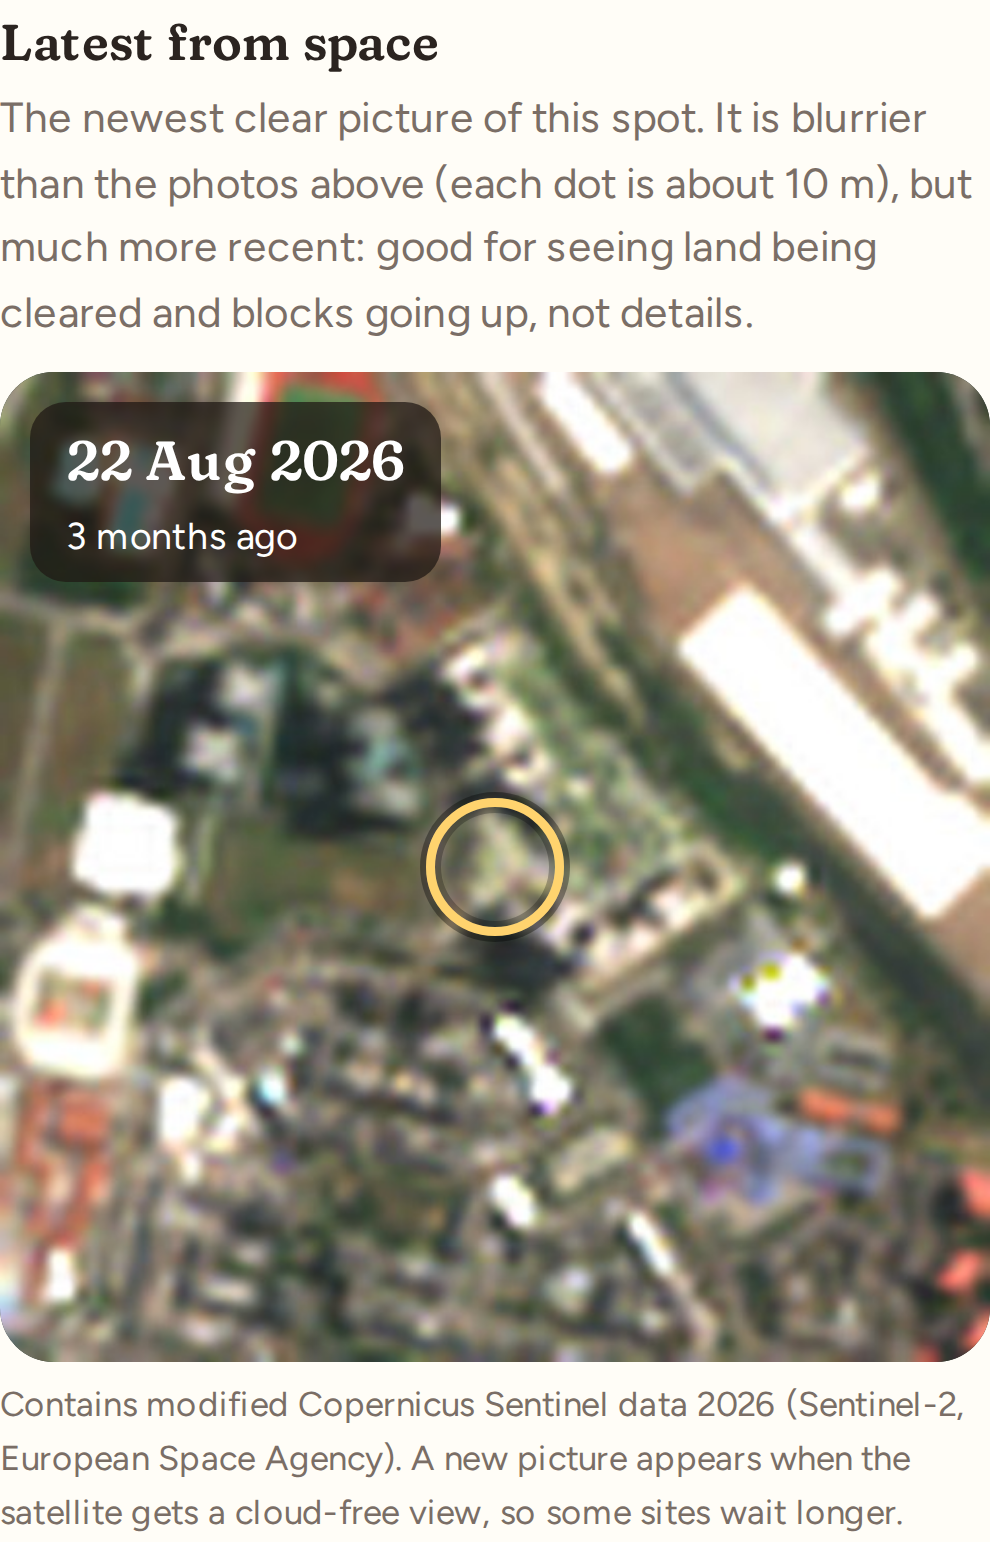 Latest from space
The newest clear picture of this spot. It is blurrier
than the photos above (each dot is about 10 m), but
much more recent: good for seeing land being
cleared and blocks going up, not details.
22 Aug 2026
3 months ago
Contains modified Copernicus Sentinel data 2026 (Sentinel-2,
European Space Agency). A new picture appears when the
satellite gets a cloud-free view, so some sites wait longer.